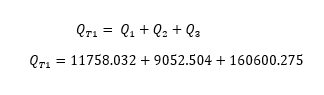 Q_{T1} = Q_1 + Q_2 + Q_3
Q_{T1} = 11758.032 + 9052.504 + 160600.275